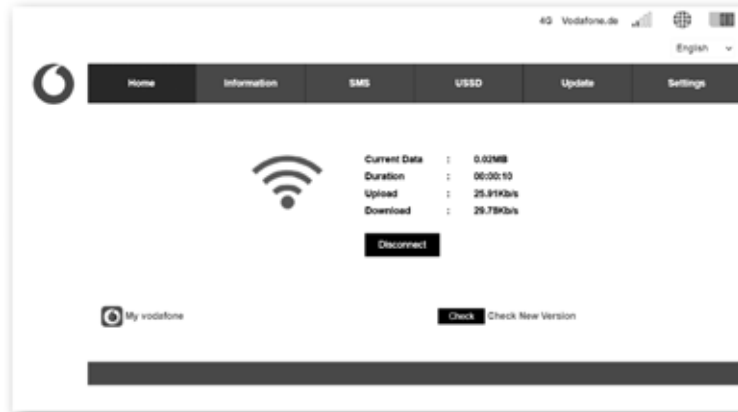 4G Vodafone.de
English
Home Information SMS USSD Update Settings
Current Data : 0.02MB
Duration : 00:00:10
Upload : 25.91Kb/s
Download : 29.78Kb/s
Disconnect
My vodafone Check Check New Version